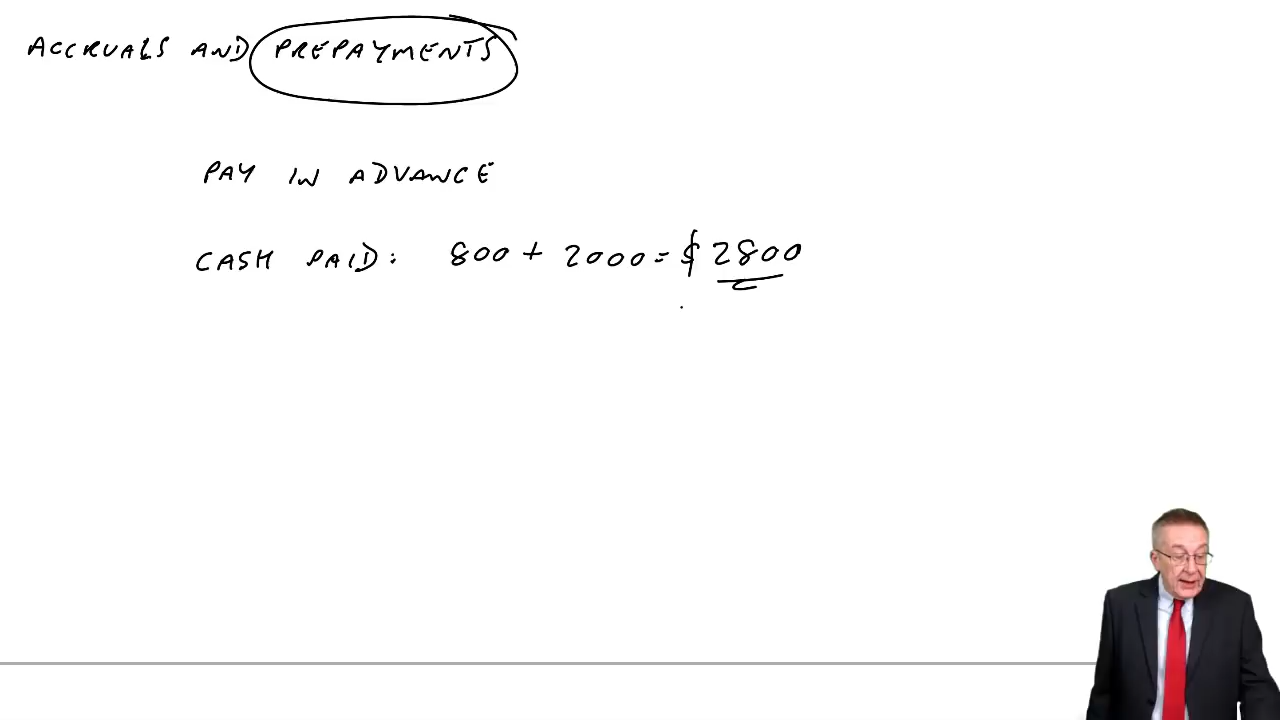 ACCRUALS AND PREPAYMENTS
PAY IN ADVANCE
CASH PAID: 800 + 2000 = $2800